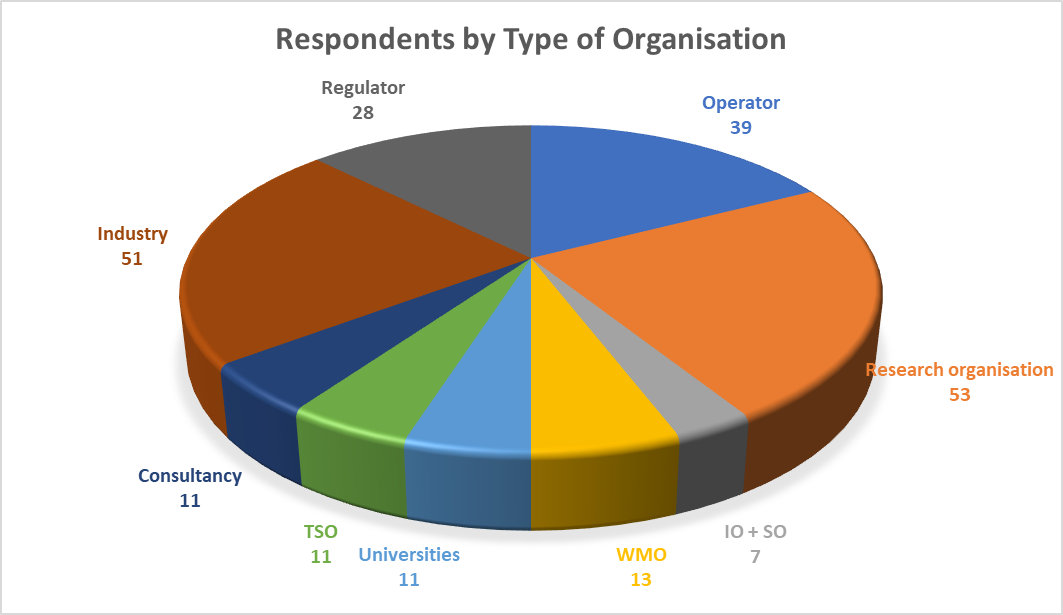 Respondents by Type of Organisation
Regulator
28
Operator
39
Industry
51
Research organisation
53
Consultancy
11
TSO
11
Universities
11
WMO
13
IO + SO
7